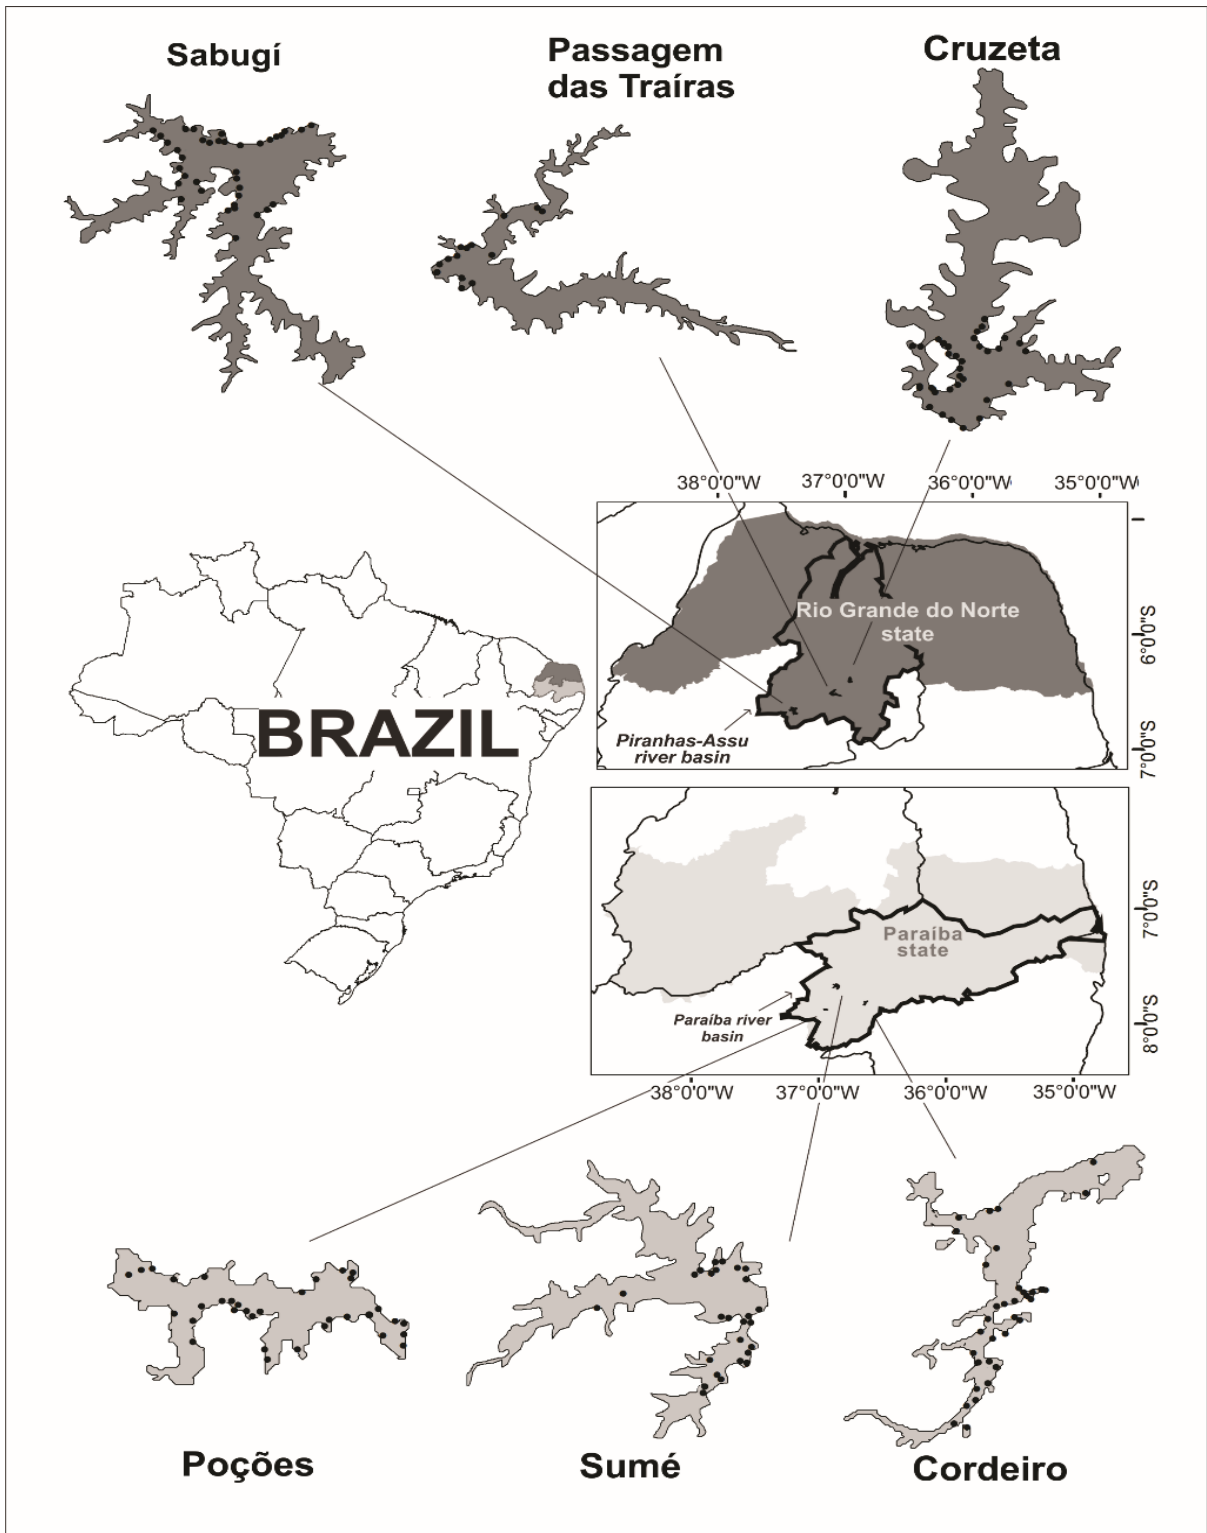 Sabugí
Passagem
das Traíras
Cruzeta
38°0'0"W
37°0'0"W
36°0'0"W
35°0'0"W
Rio Grande do Norte
state
6°0'0"S
7°0'0"S
Piranhas-Assu
river basin
BRAZIL
Paraíba
state
7°0'0"S
8°0'0"S
Paraíba river
basin
38°0'0"W
37°0'0"W
36°0'0"W
35°0'0"W
Poções
Sumé
Cordeiro